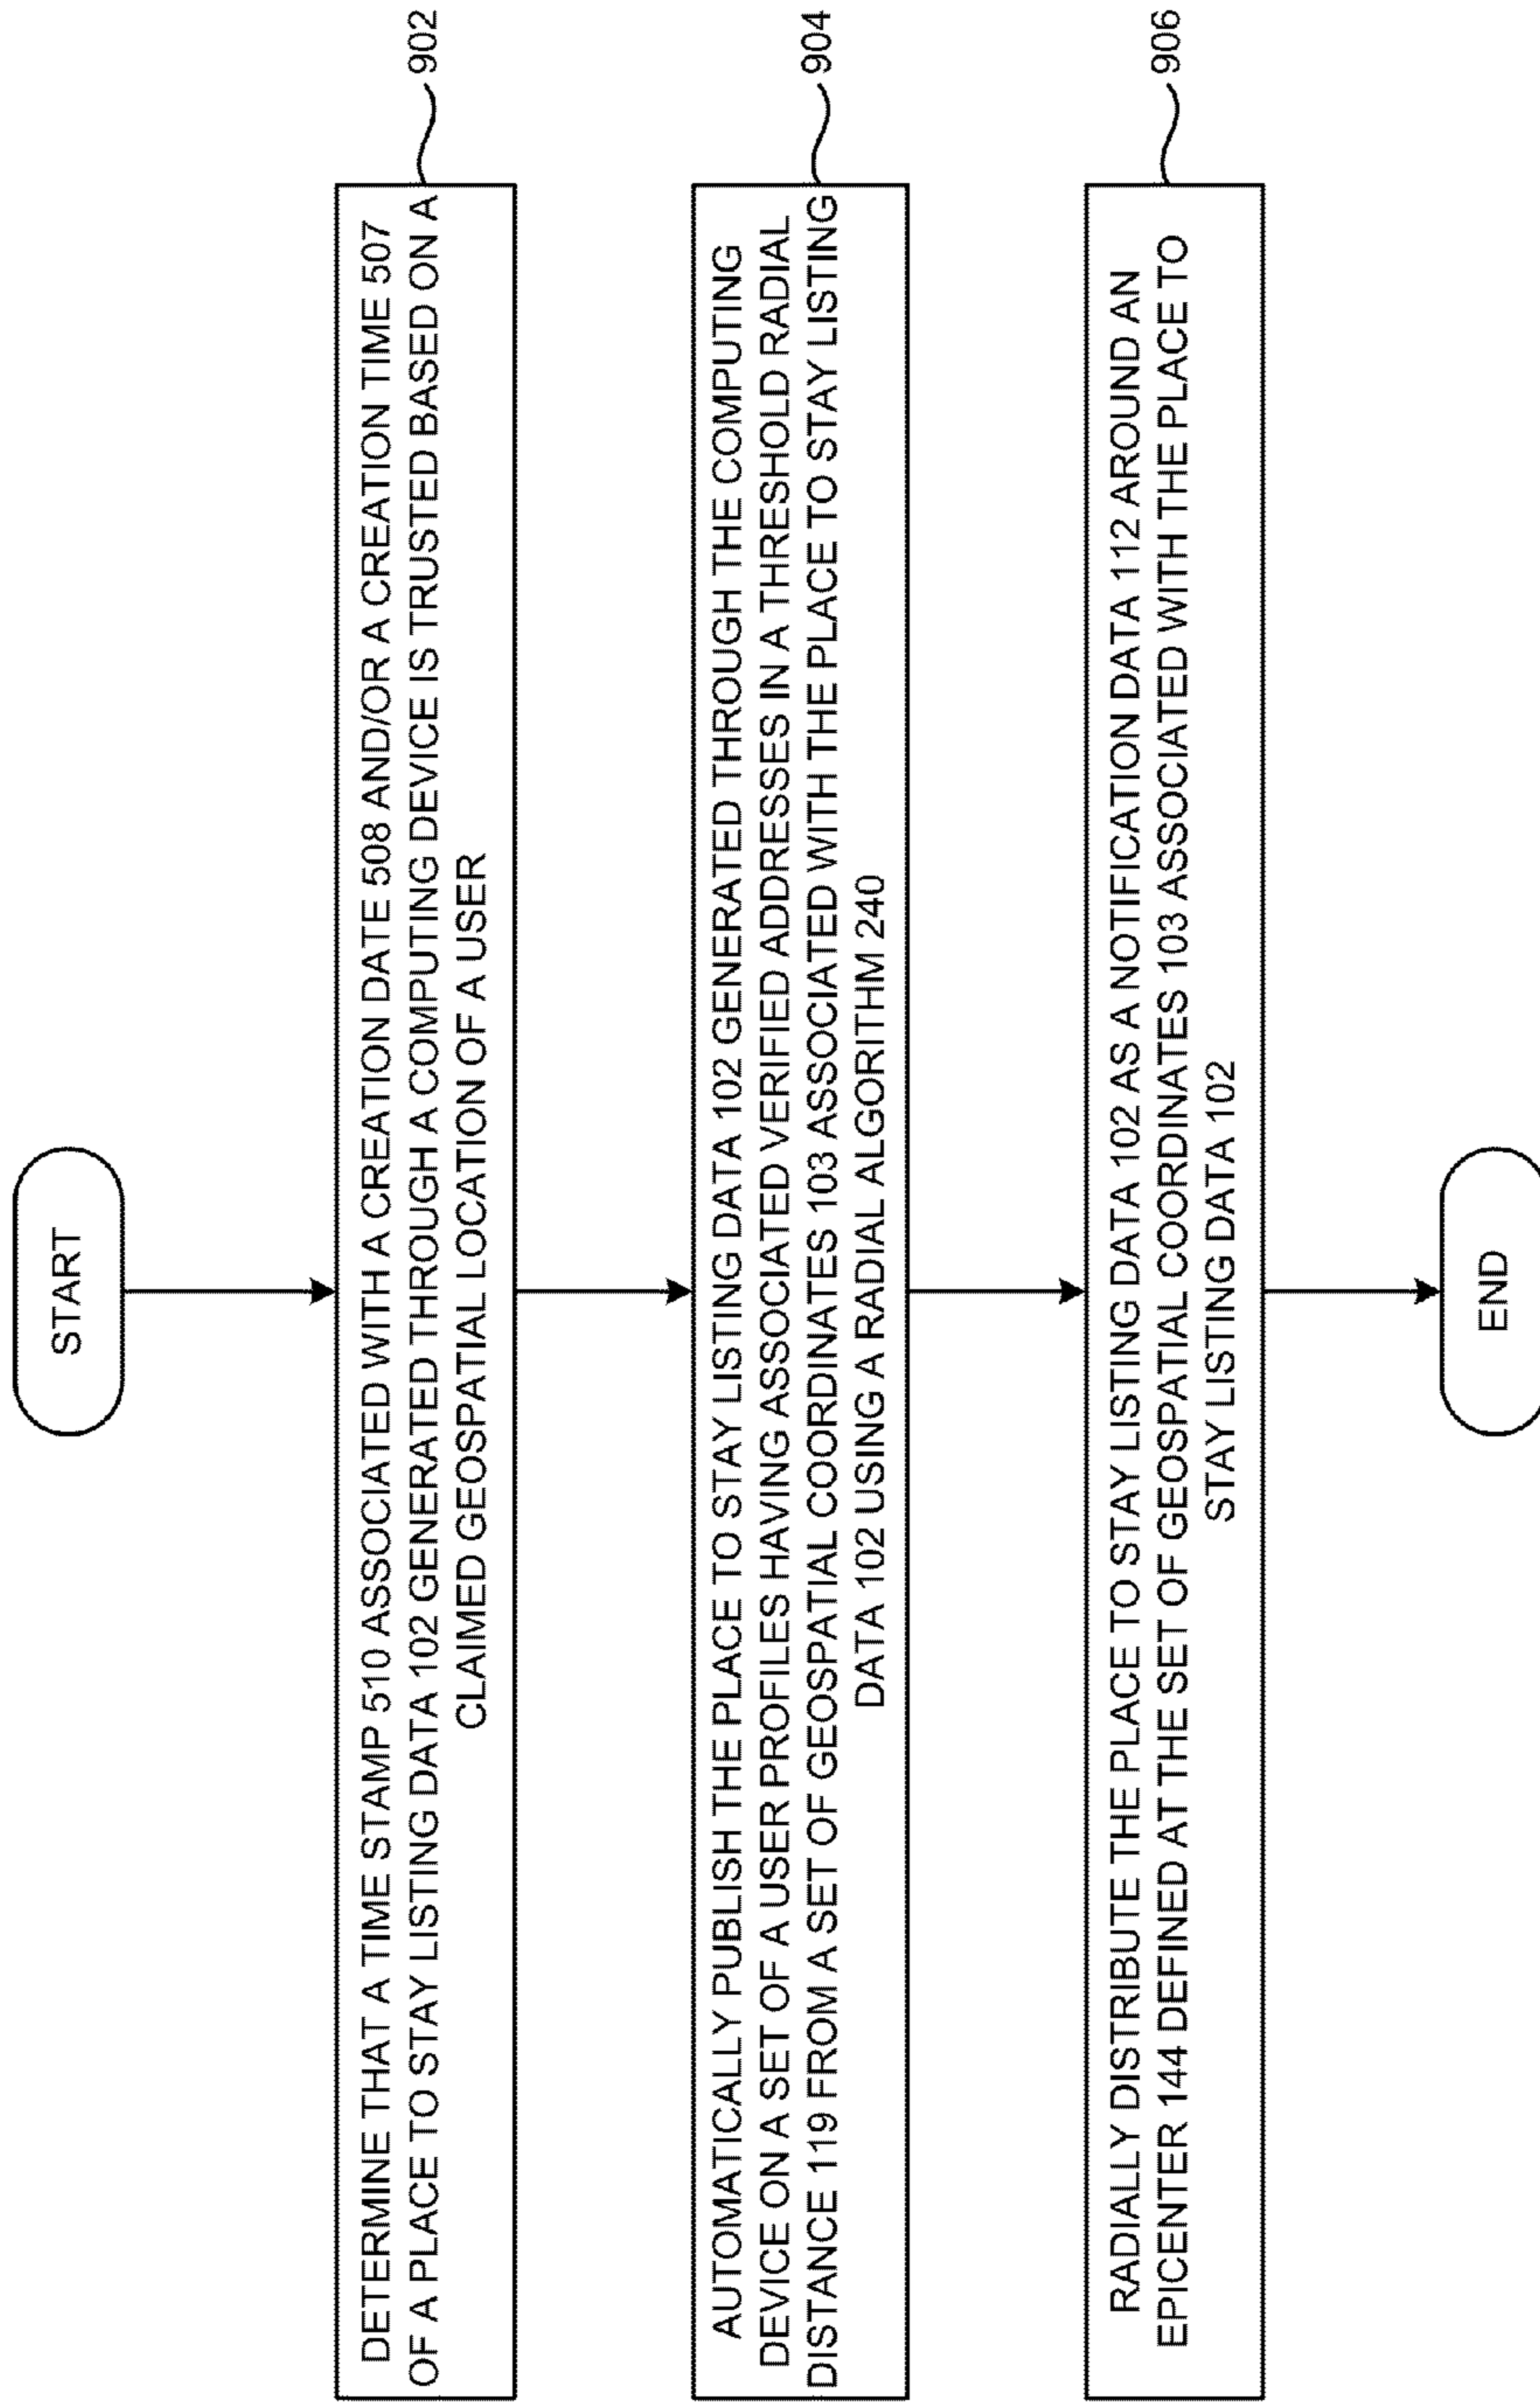 START
DETERMINE THAT A TIME STAMP 510 ASSOCIATED WITH A CREATION DATE 508 AND/OR A CREATION TIME 507
OF A PLACE TO STAY LISTING DATA 102 GENERATED THROUGH A COMPUTING DEVICE IS TRUSTED BASED ON A
CLAIMED GEOSPATIAL LOCATION OF A USER
902
AUTOMATICALLY PUBLISH THE PLACE TO STAY LISTING DATA 102 GENERATED THROUGH THE COMPUTING
DEVICE ON A SET OF A USER PROFILES HAVING ASSOCIATED VERIFIED ADDRESSES IN A THRESHOLD RADIAL
DISTANCE 119 FROM A SET OF GEOSPATIAL COORDINATES 103 ASSOCIATED WITH THE PLACE TO STAY LISTING
DATA 102 USING A RADIAL ALGORITHM 240
904
RADIALLY DISTRIBUTE THE PLACE TO STAY LISTING DATA 102 AS A NOTIFICATION DATA 112 AROUND AN
EPICENTER 144 DEFINED AT THE SET OF GEOSPATIAL COORDINATES 103 ASSOCIATED WITH THE PLACE TO
STAY LISTING DATA 102
906
END